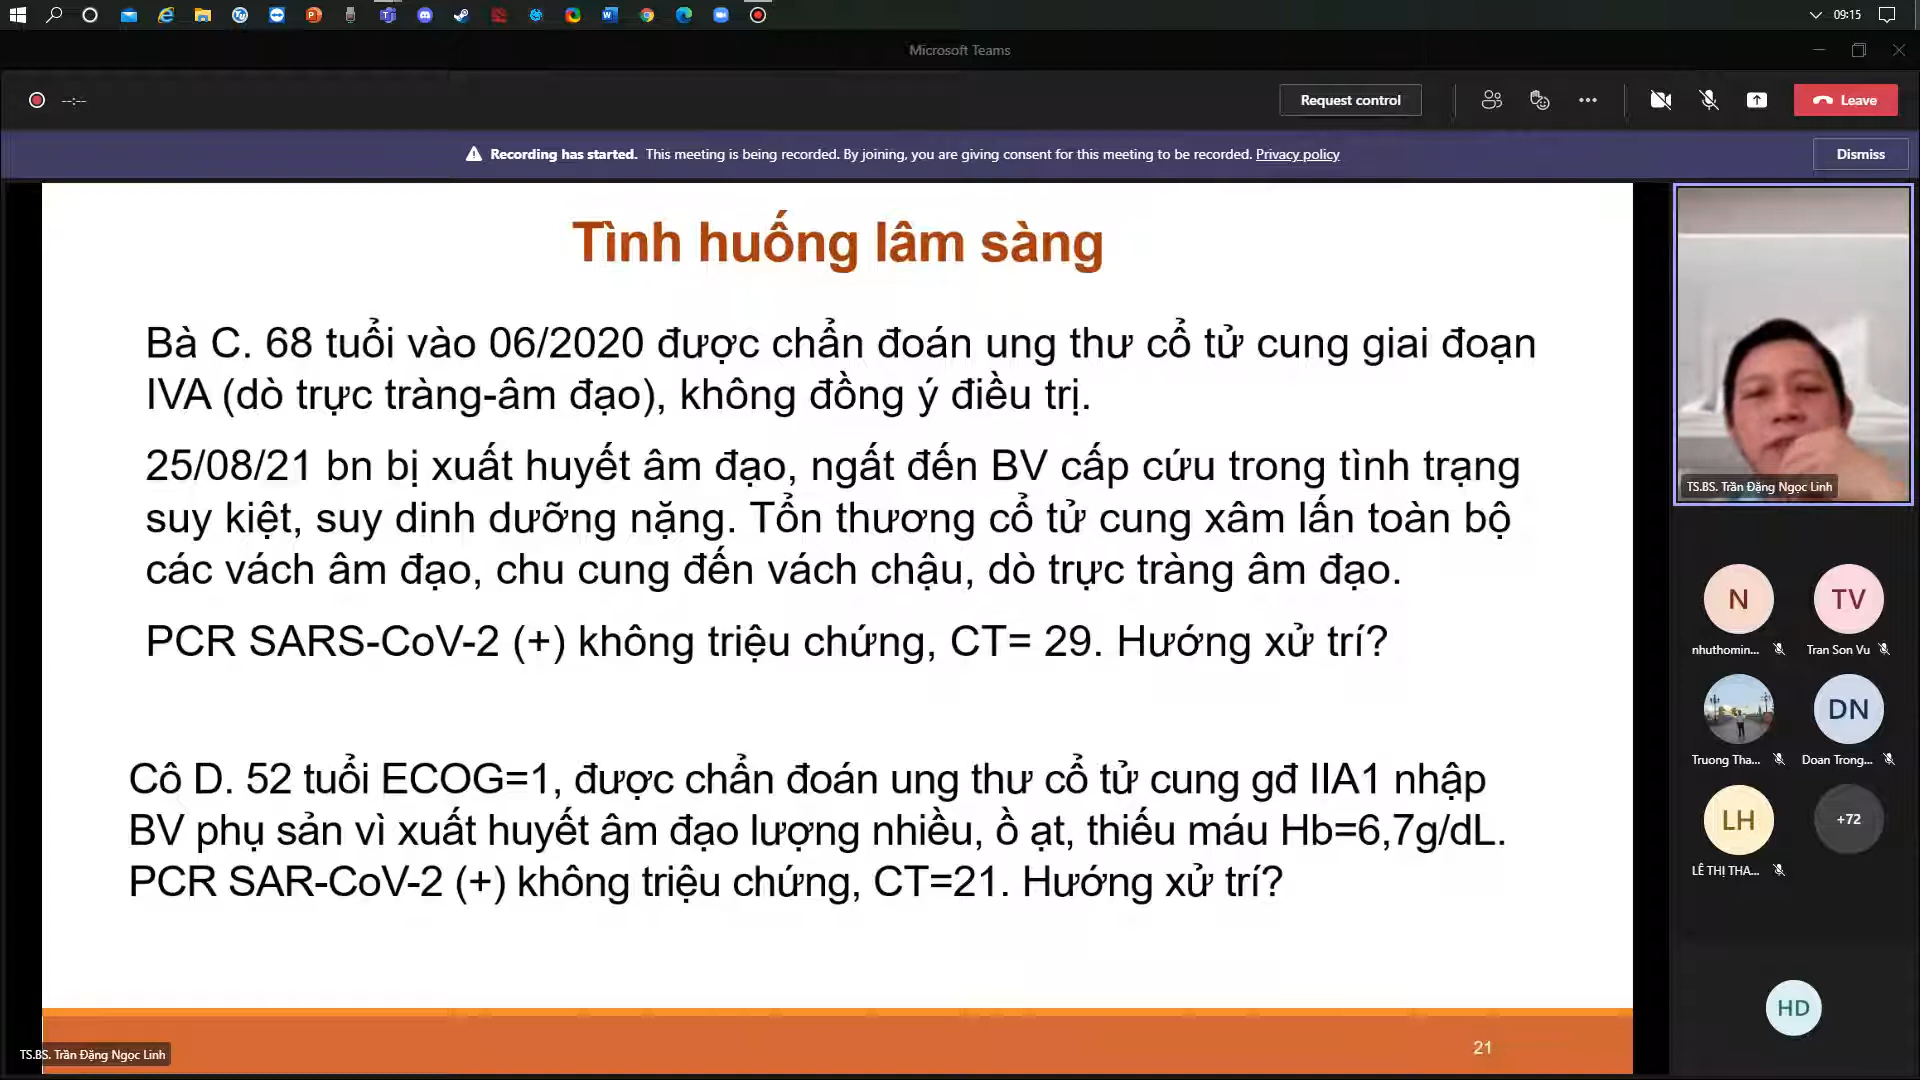 09:15
Microsoft Teams
--:--
Request control
Leave
Recording has started. This meeting is being recorded. By joining, you are giving consent for this meeting to be recorded. Privacy policy
Dismiss
Tình huống lâm sàng
Bà C. 68 tuổi vào 06/2020 được chẩn đoán ung thư cổ tử cung giai đoạn
IVA (dò trực tràng-âm đạo), không đồng ý điều trị.
25/08/21 bn bị xuất huyết âm đạo, ngất đến BV cấp cứu trong tình trạng
suy kiệt, suy dinh dưỡng nặng. Tổn thương cổ tử cung xâm lấn toàn bộ
các vách âm đạo, chu cung đến vách chậu, dò trực tràng âm đạo.
PCR SARS-CoV-2 (+) không triệu chứng, CT= 29. Hướng xử trí?
Cô D. 52 tuổi ECOG=1, được chẩn đoán ung thư cổ tử cung gđ IIA1 nhập
BV phụ sản vì xuất huyết âm đạo lượng nhiều, ồ ạt, thiếu máu Hb=6,7g/dL.
PCR SAR-CoV-2 (+) không triệu chứng, CT=21. Hướng xử trí?
21
TS.BS. Trần Đặng Ngọc Linh
TS.BS. Trần Đặng Ngọc Linh
N
TV
nhuthomin...
Tran Son Vu
DN
Truong Tha...
Doan Trong...
LH
+72
LÊ THỊ THA...
HD